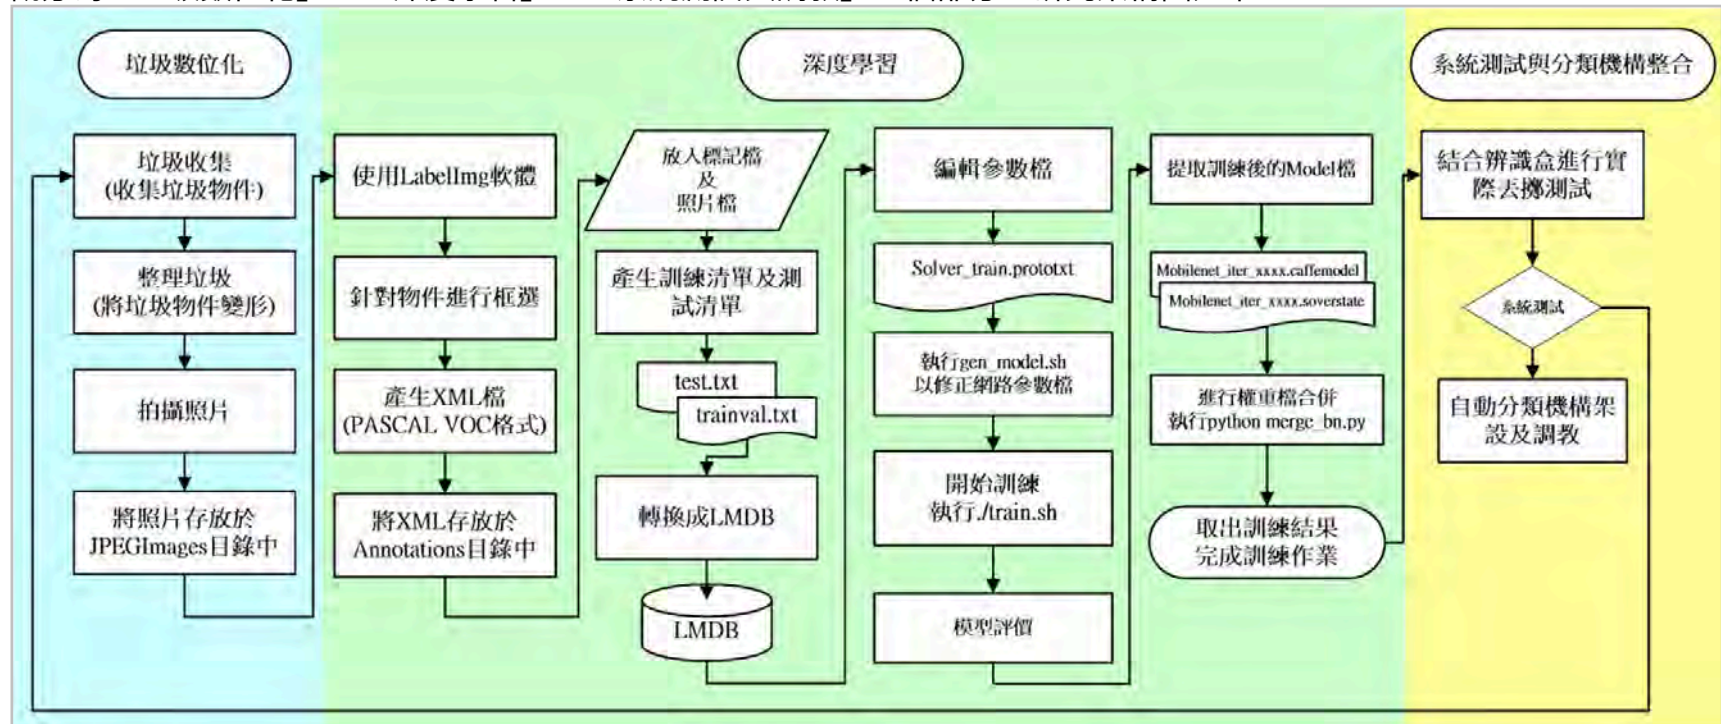 垃圾數位化
垃圾收集
(收集垃圾物件)
整理垃圾
(將垃圾物件變形)
拍攝照片
將照片存放於
JPEGImages目錄中
深度學習
使用LabelImg軟體
針對物件進行框選
產生XML檔
(PASCAL VOC格式)
將XML存放於
Annotations目錄中
放入標記檔
及
照片檔
產生訓練清單及測
試清單
test.txt
trainval.txt
轉換成LMDB
LMDB
編輯參數檔
Solver_train.prototxt
執行gen_model.sh
以修正網路參數檔
開始訓練
執行./train.sh
模型評價
提取訓練後的Model檔
Mobilenet_iter_xxxx.caffemodel
Mobilenet_iter_xxxx.soverstate
進行權重檔合併
執行python merge_bn.py
取出訓練結果
完成訓練作業
系統測試與分類機構整合
結合辨識盒進行實
際丟擲測試
系統測試
自動分類機構架
設及調教